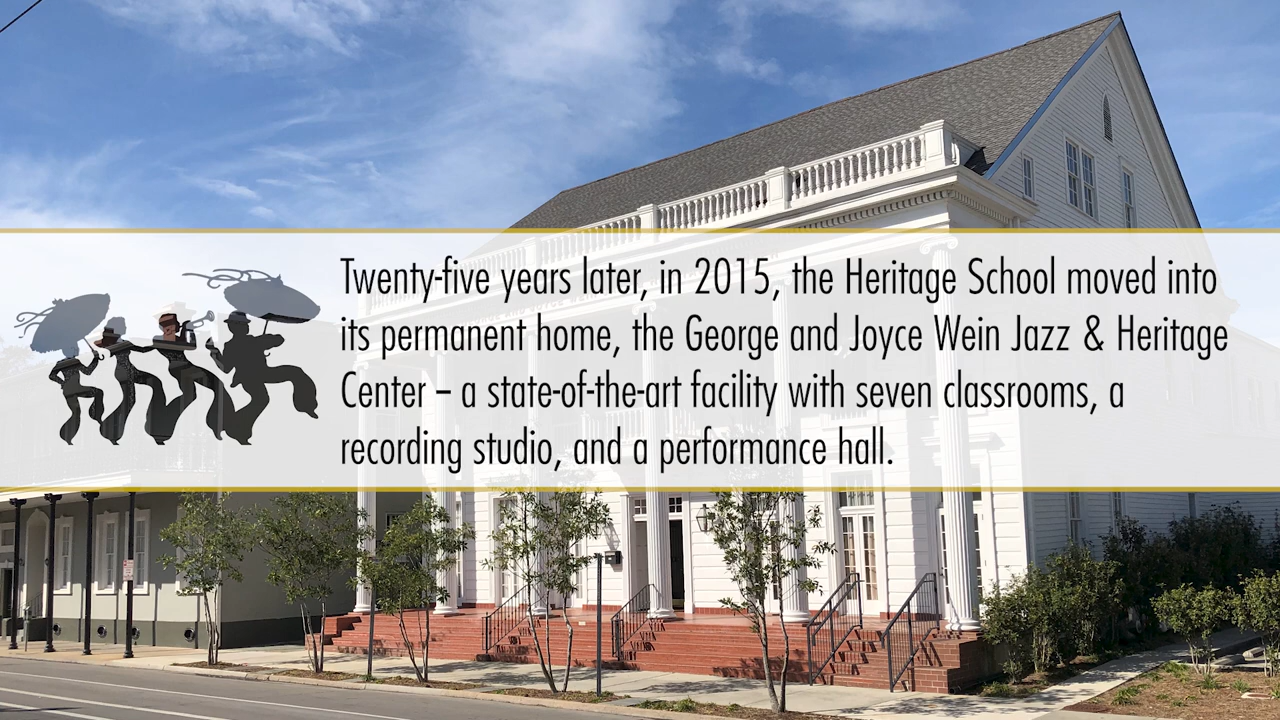 Twenty-five years later, in 2015, the Heritage School moved into
its permanent home, the George and Joyce Wein Jazz & Heritage
Center – a state-of-the-art facility with seven classrooms, a
recording studio, and a performance hall.